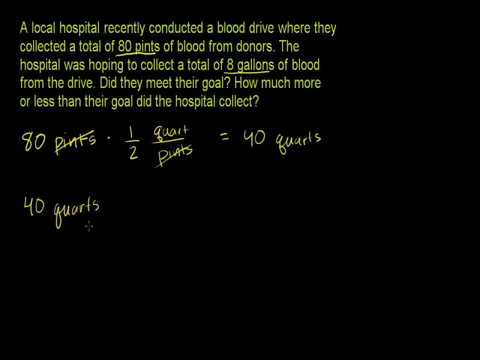 A local hospital recently conducted a blood drive where they
collected a total of 80 pints of blood from donors. The
hospital was hoping to collect a total of 8 gallons of blood
from the drive. Did they meet their goal? How much more
or less than their goal did the hospital collect?
80 pints · 1/2 quart/pints = 40 quarts
40 quarts